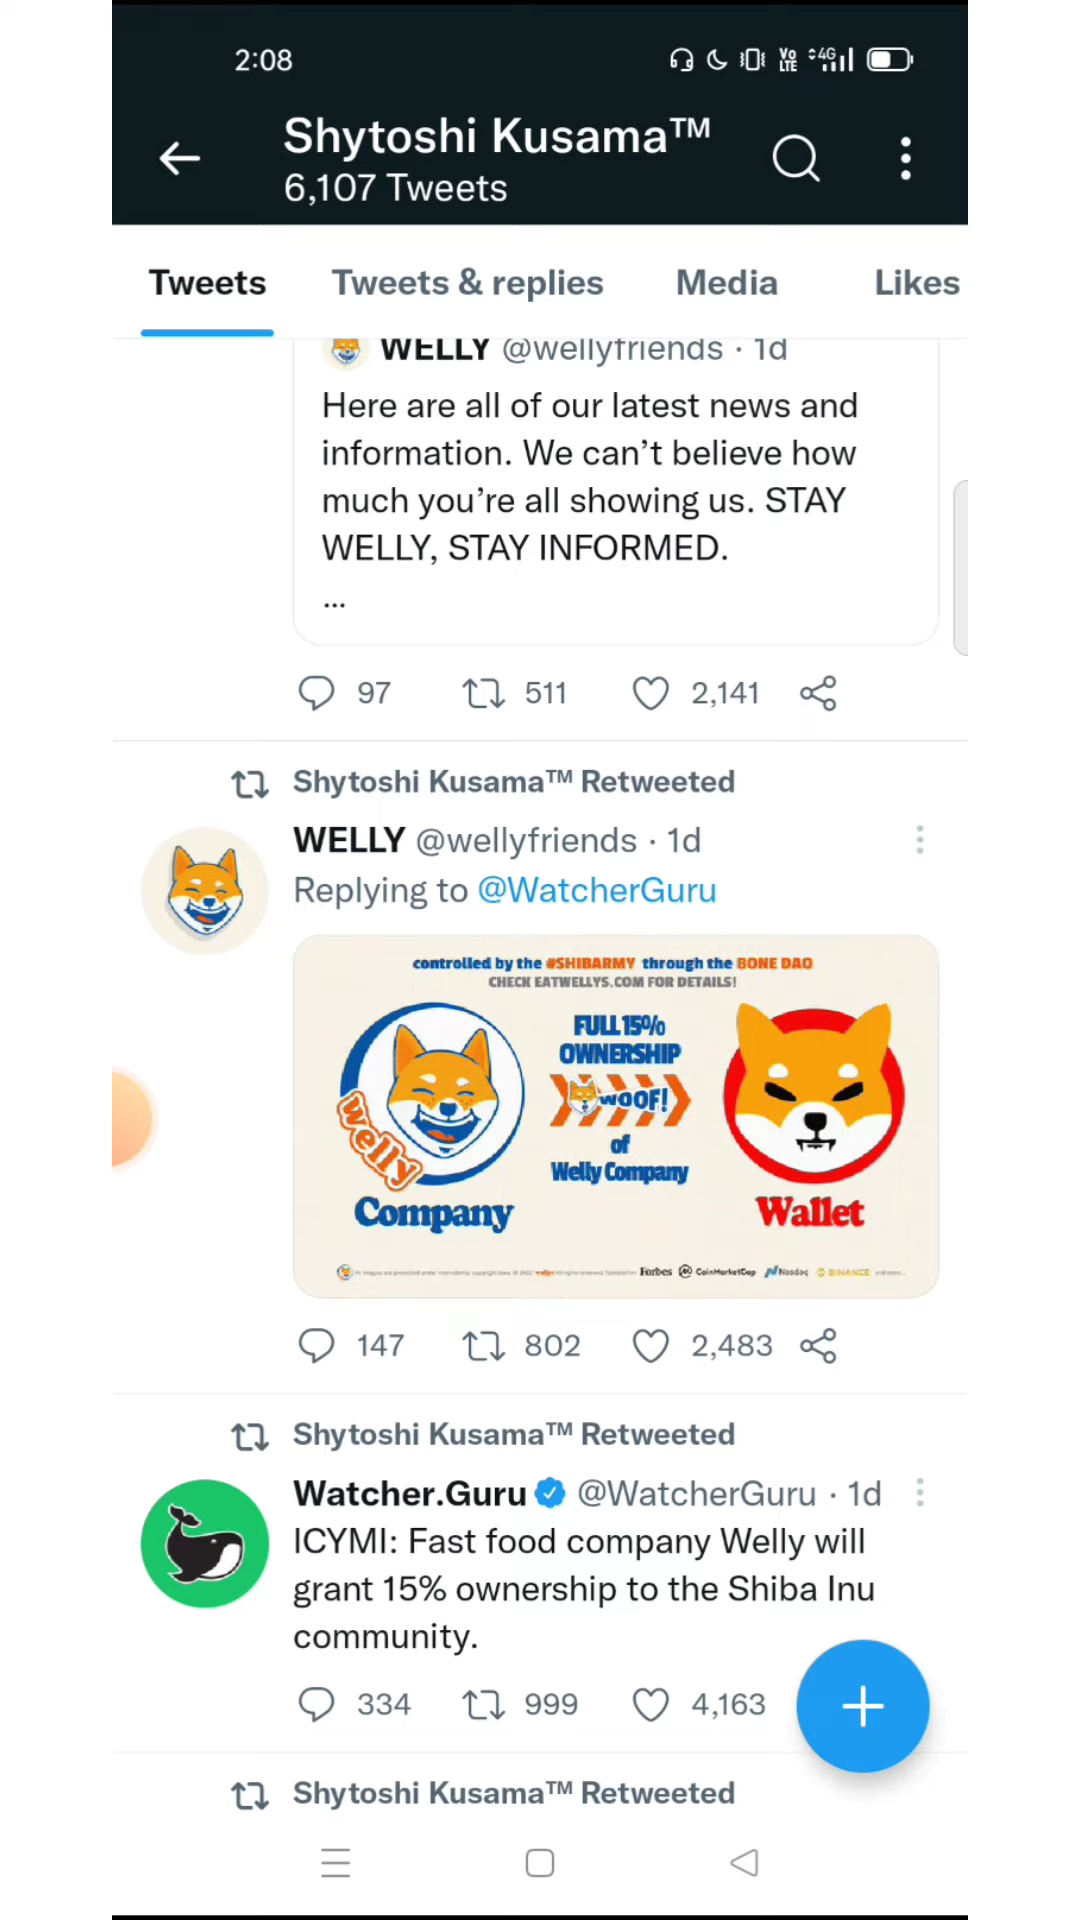 2:08
Vo LTE 4G
Shytoshi Kusama™
6,107 Tweets
Tweets Tweets & replies Media Likes
WELLY @wellyfriends · 1d
Here are all of our latest news and
information. We can’t believe how
much you’re all showing us. STAY
WELLY, STAY INFORMED.
...
97 511 2,141
Shytoshi Kusama™ Retweeted
WELLY @wellyfriends · 1d
Replying to @WatcherGuru
controlled by the #SHIBARMY through the BONE DAO
CHECK EATWELLYS.COM FOR DETAILS!
FULL 15%
OWNERSHIP
WOOF!
of
Welly Company
welly
Company
Wallet
Forbes CoinMarketCap Nasdaq BINANCE
147 802 2,483
Shytoshi Kusama™ Retweeted
Watcher.Guru @WatcherGuru · 1d
ICYMI: Fast food company Welly will
grant 15% ownership to the Shiba Inu
community.
334 999 4,163
Shytoshi Kusama™ Retweeted